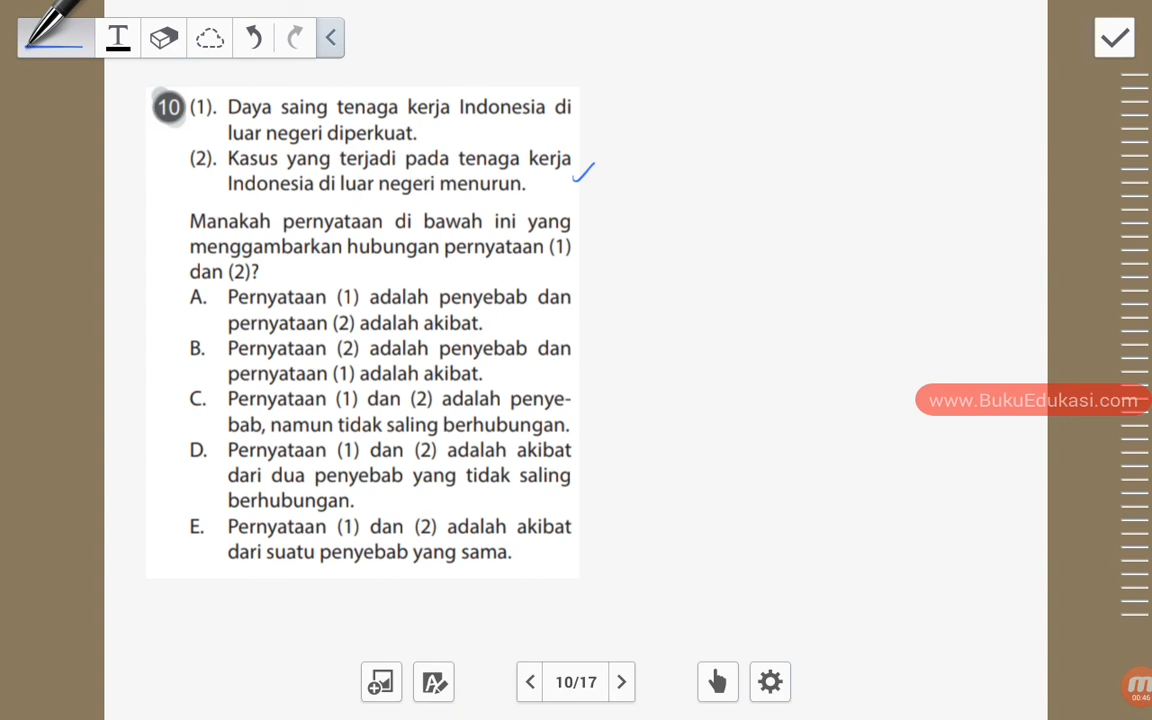 T
10 (1). Daya saing tenaga kerja Indonesia di
luar negeri diperkuat.
(2). Kasus yang terjadi pada tenaga kerja
Indonesia di luar negeri menurun.
Manakah pernyataan di bawah ini yang
menggambarkan hubungan pernyataan (1)
dan (2)?
A. Pernyataan (1) adalah penyebab dan
pernyataan (2) adalah akibat.
B. Pernyataan (2) adalah penyebab dan
pernyataan (1) adalah akibat.
C. Pernyataan (1) dan (2) adalah penye-
bab, namun tidak saling berhubungan.
D. Pernyataan (1) dan (2) adalah akibat
dari dua penyebab yang tidak saling
berhubungan.
E. Pernyataan (1) dan (2) adalah akibat
dari suatu penyebab yang sama.
www.BukuEdukasi.com
10/17
00:46